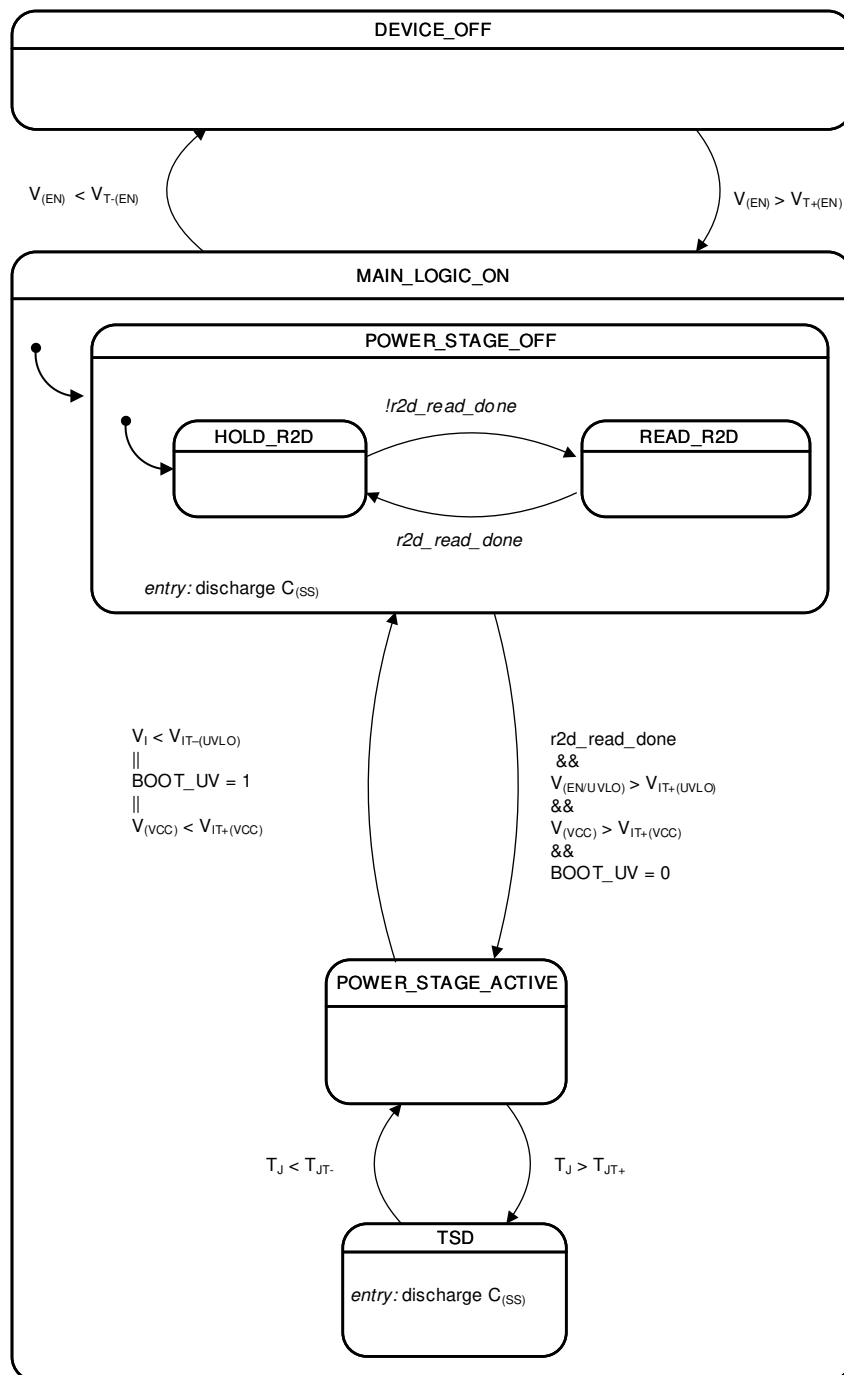 DEVICE_OFF
V(EN) < VT-(EN)
V(EN) > VT+(EN)
MAIN_LOGIC_ON
POWER_STAGE_OFF
!r2d_read_done
HOLD_R2D
READ_R2D
r2d_read_done
entry: discharge C(SS)
VI < VIT–(UVLO)
||
BOOT_UV = 1
||
V(VCC) < VIT+(VCC)
r2d_read_done
&&
V(EN/UVLO) > VIT+(UVLO)
&&
V(VCC) > VIT+(VCC)
&&
BOOT_UV = 0
POWER_STAGE_ACTIVE
TJ < TJT-
TJ > TJT+
TSD
entry: discharge C(SS)